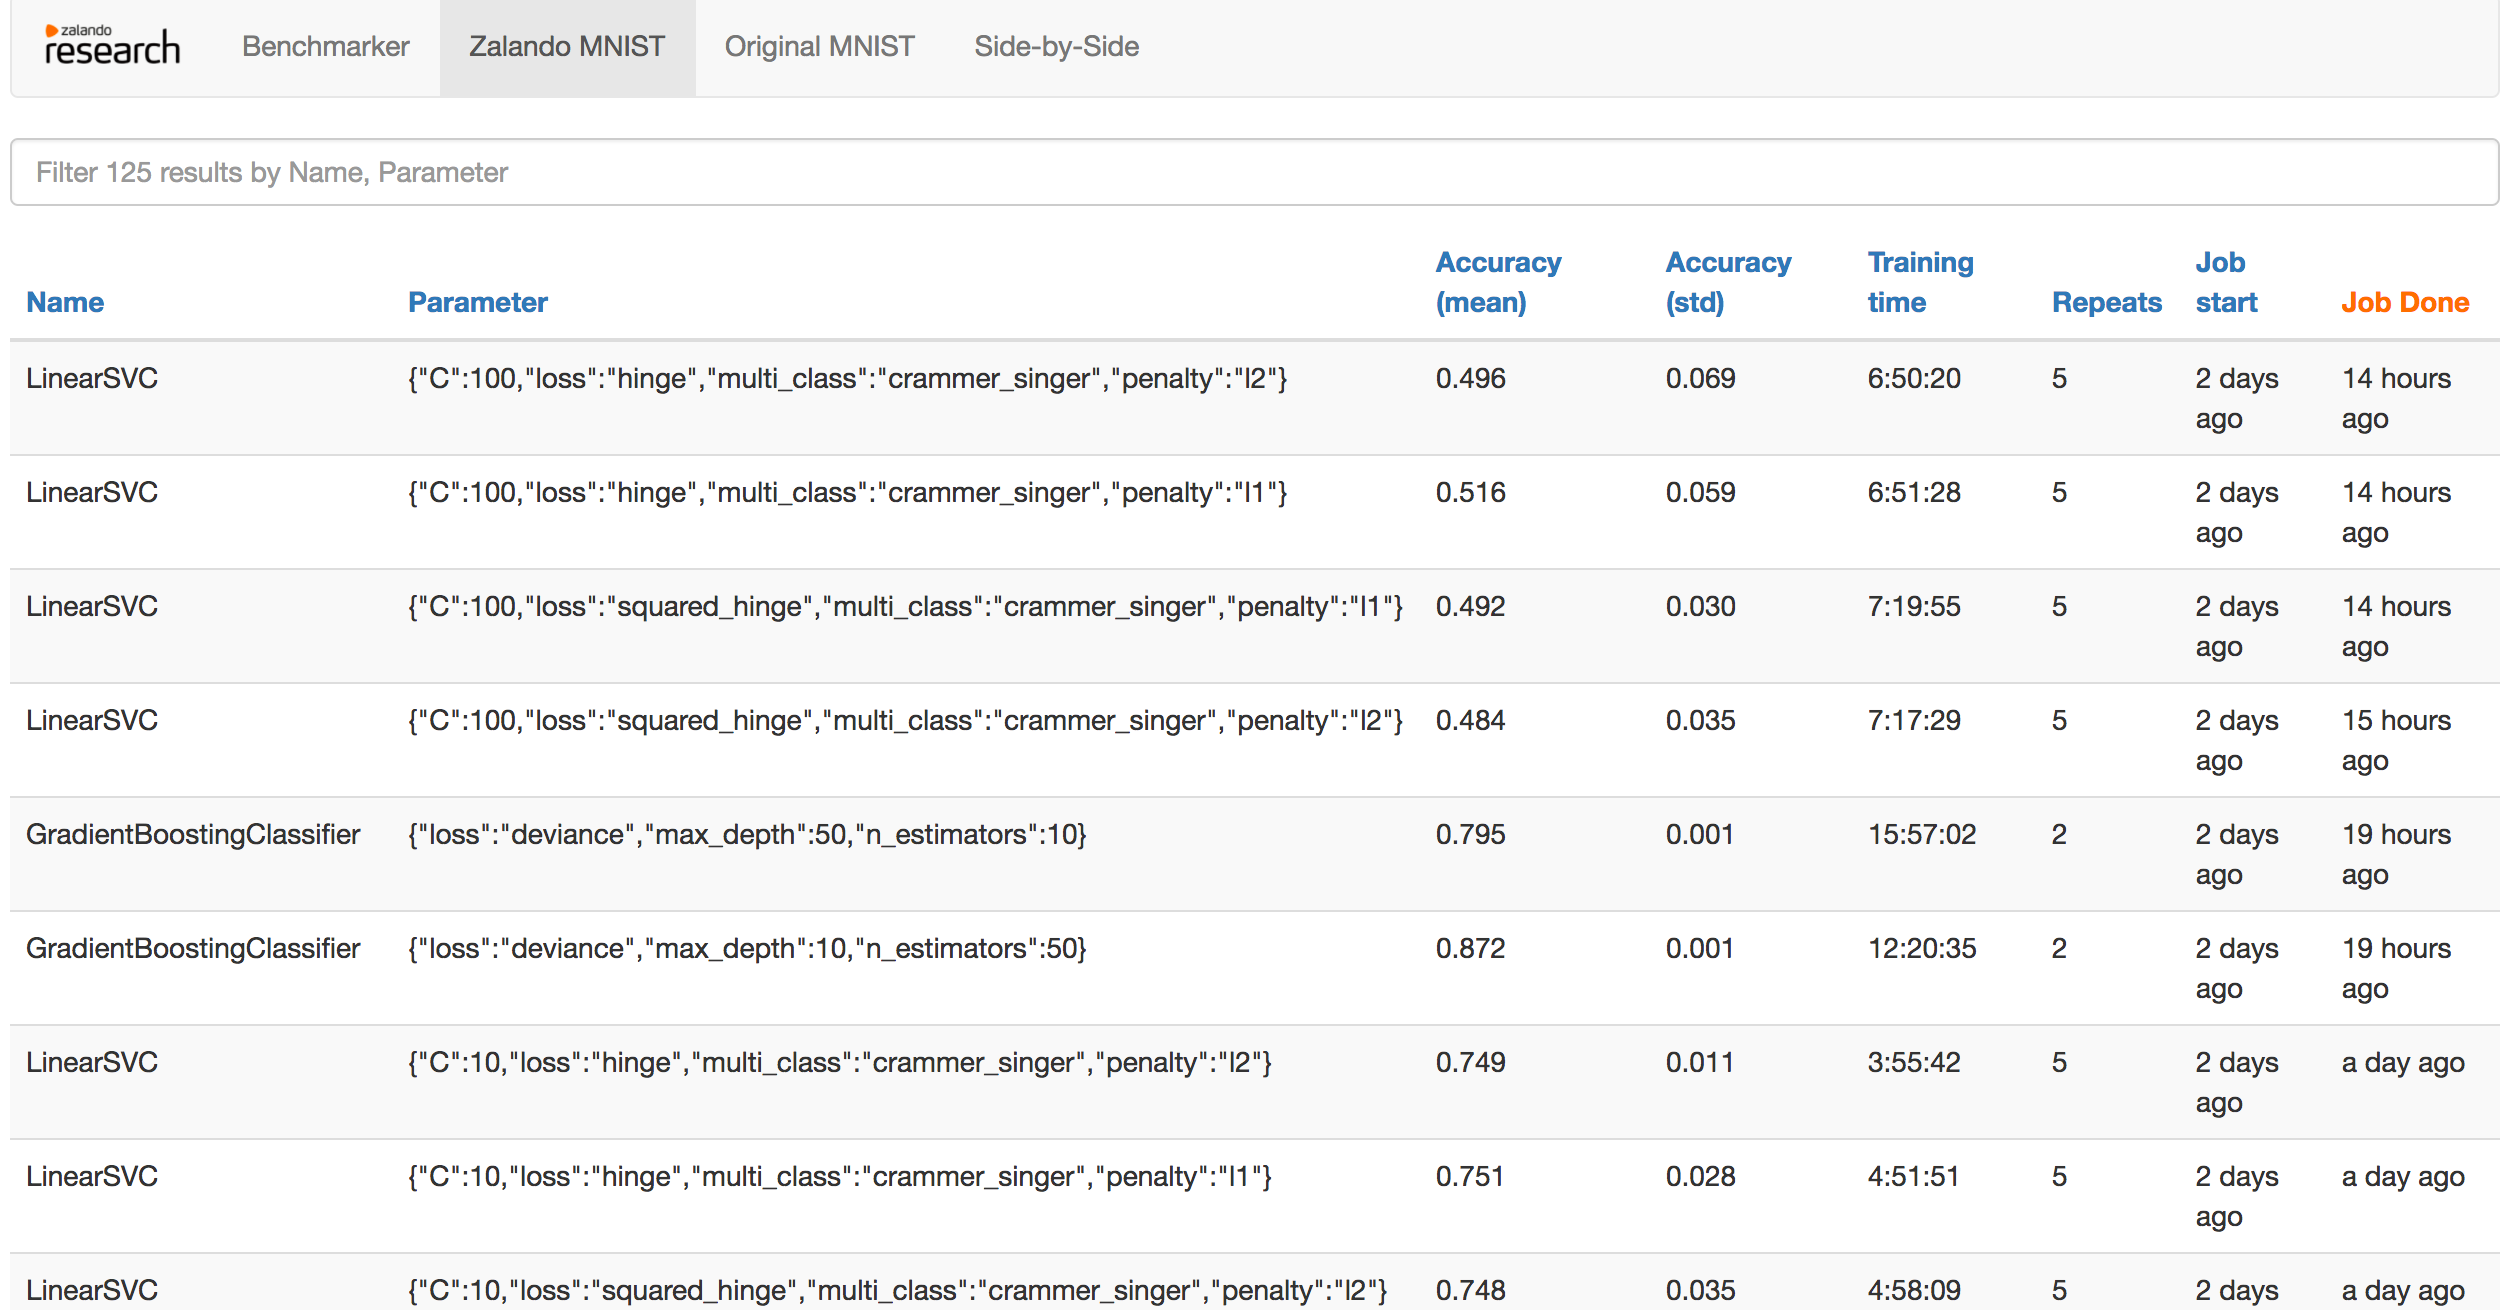 zalando
research
Benchmarker Zalando MNIST Original MNIST Side-by-Side
Filter 125 results by Name, Parameter
Name Parameter Accuracy (mean) Accuracy (std) Training time Repeats Job start Job Done
LinearSVC {"C":100,"loss":"hinge","multi_class":"crammer_singer","penalty":"l2"} 0.496 0.069 6:50:20 5 2 days ago 14 hours ago
LinearSVC {"C":100,"loss":"hinge","multi_class":"crammer_singer","penalty":"l1"} 0.516 0.059 6:51:28 5 2 days ago 14 hours ago
LinearSVC {"C":100,"loss":"squared_hinge","multi_class":"crammer_singer","penalty":"l1"} 0.492 0.030 7:19:55 5 2 days ago 14 hours ago
LinearSVC {"C":100,"loss":"squared_hinge","multi_class":"crammer_singer","penalty":"l2"} 0.484 0.035 7:17:29 5 2 days ago 15 hours ago
GradientBoostingClassifier {"loss":"deviance","max_depth":50,"n_estimators":10} 0.795 0.001 15:57:02 2 2 days ago 19 hours ago
GradientBoostingClassifier {"loss":"deviance","max_depth":10,"n_estimators":50} 0.872 0.001 12:20:35 2 2 days ago 19 hours ago
LinearSVC {"C":10,"loss":"hinge","multi_class":"crammer_singer","penalty":"l2"} 0.749 0.011 3:55:42 5 2 days ago a day ago
LinearSVC {"C":10,"loss":"hinge","multi_class":"crammer_singer","penalty":"l1"} 0.751 0.028 4:51:51 5 2 days ago a day ago
LinearSVC {"C":10,"loss":"squared_hinge","multi_class":"crammer_singer","penalty":"l2"} 0.748 0.035 4:58:09 5 2 days a day ago